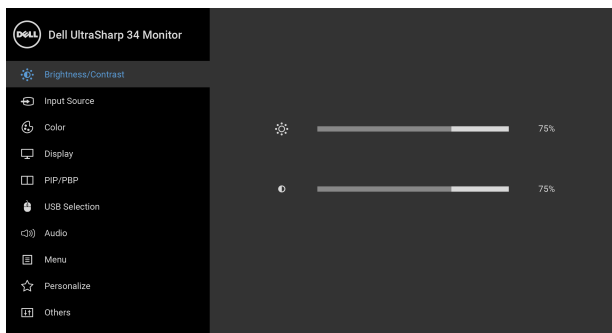 DELL Dell UltraSharp 34 Monitor
Brightness/Contrast
Input Source
Color
75%
Display
PIP/PBP
75%
USB Selection
Audio
Menu
Personalize
Others